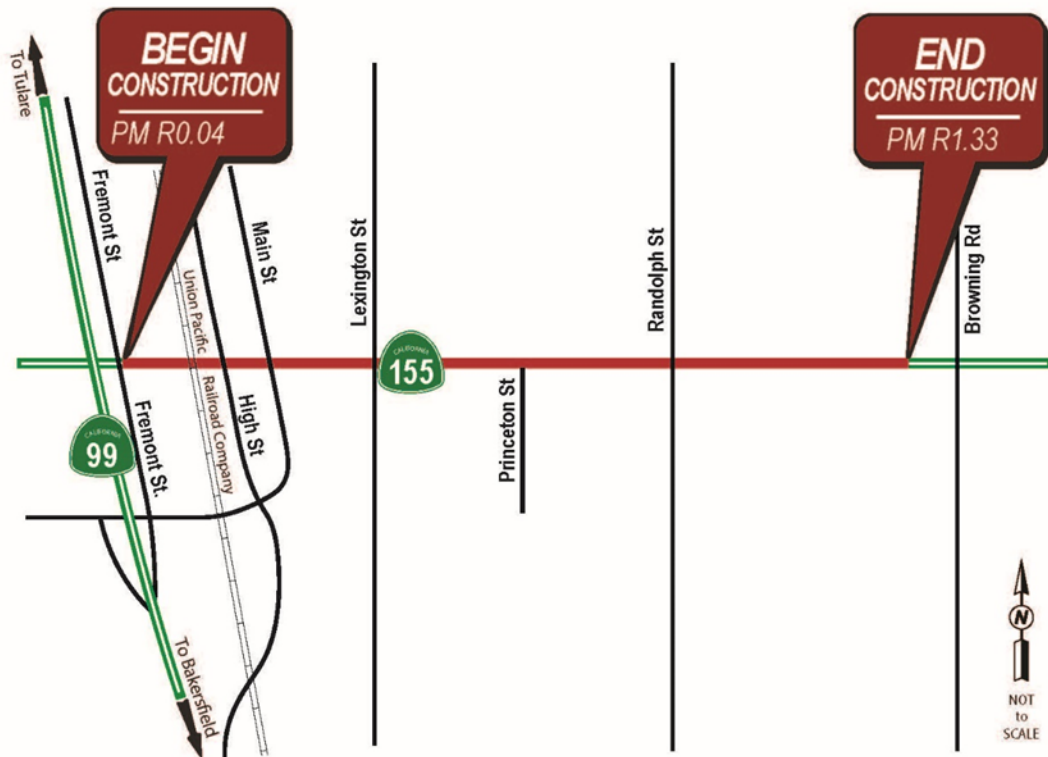 To Tulare
BEGIN
CONSTRUCTION
PM R0.04
END
CONSTRUCTION
PM R1.33
Fremont St
Main St
Union Pacific
Railroad Company
High St
Lexington St
Randolph St
Browning Rd
CALIFORNIA
155
Princeton St
CALIFORNIA
99
Fremont St.
To Bakersfield
N
NOT
to
SCALE